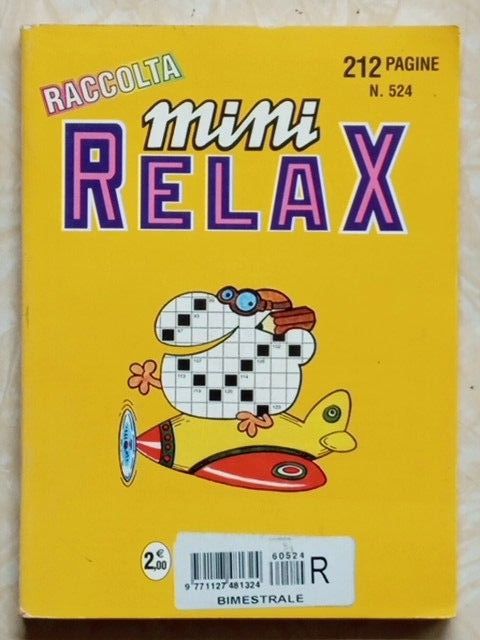 RACCOLTA
212 PAGINE
N. 524
mini
RELAX
€
2,00
60524
9 771127 481324
R
BIMESTRALE